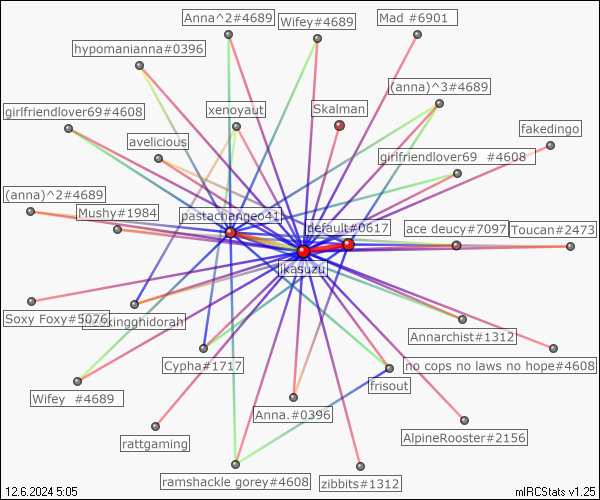 Anna^2#4689
Wifey#4689
Mad #6901
hypomanianna#0396
(anna)^3#4689
girlfriendlover69#4608
xenoyaut
Skalman
fakedingo
avelicious
girlfriendlover69 #4608
(anna)^2#4689
Mushy#1984
pastachangeo41
default#0617
ace deucy#7097
Toucan#2473
ikasuzu
Soxy Foxy#5076
kingghidorah
Annarchist#1312
Cypha#1717
no cops no laws no hope#4608
frisout
Wifey #4689
Anna.#0396
rattgaming
AlpineRooster#2156
ramshackle gorey#4608
zibbits#1312
12.6.2024 5:05
mIRCStats v1.25